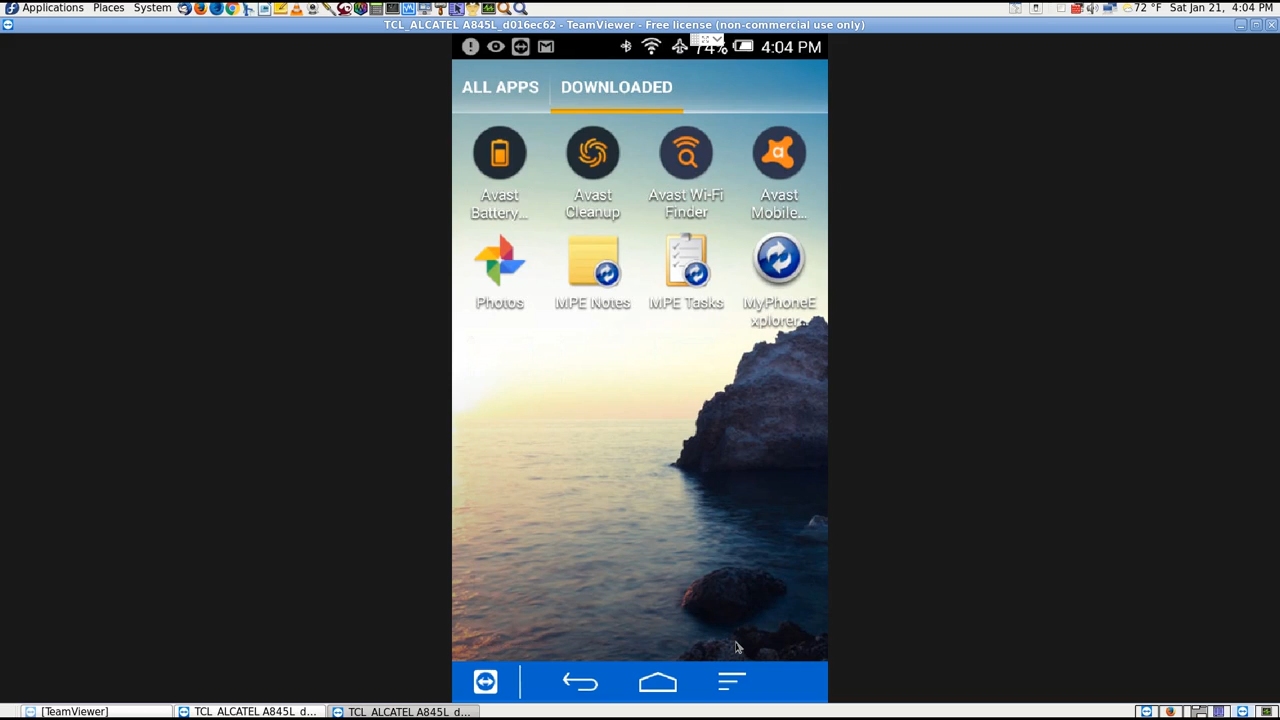 Applications Places System
72 °F Sat Jan 21, 4:04 PM
TCL_ALCATEL A845L_d016ec62 - TeamViewer - Free license (non-commercial use only)
74% 4:04 PM
ALL APPS DOWNLOADED
Avast Battery...
Avast Cleanup
Avast Wi-Fi Finder
Avast Mobile...
Photos
MPE Notes
MPE Tasks
MyPhoneE xplorer...
[TeamViewer]
TCL_ALCATEL A845L_d...
TCL_ALCATEL A845L_d...